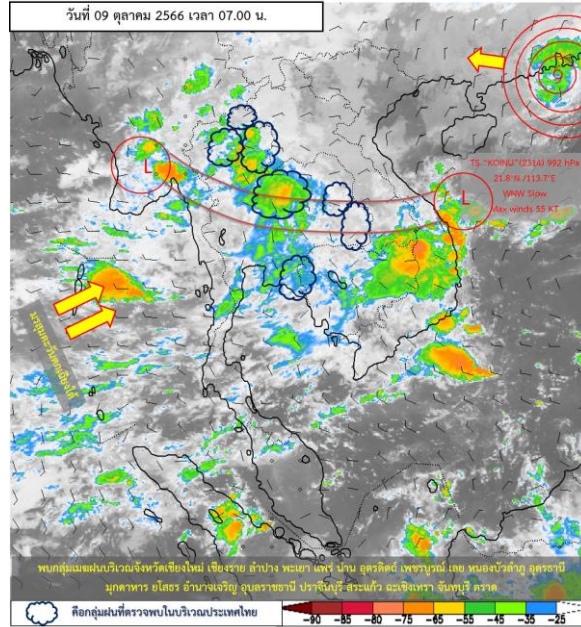 วันที่ 09 ตุลาคม 2566 เวลา 07.00 น.
TS "KOINU"(2314) 992 hPa
21.8°N /113.7°E
WNW Slow
Max winds 55 KT
L
L
มรสุมตะวันตกเฉียงใต้
พบกลุ่มเมฆฝนบริเวณจังหวัดเชียงใหม่ เชียงราย ลำปาง พะเยา แพร่ น่าน อุตรดิตถ์ เพชรบูรณ์ เลย หนองบัวลำภู อุดรธานี
มุกดาหาร ยโสธร อำนาจเจริญ อุบลราชธานี ปราจีนบุรี สระแก้ว ฉะเชิงเทรา จันทบุรี ตราด
คือกลุ่มฝนที่ตรวจพบในบริเวณประเทศไทย
-90 -80 -75 -65 -55 -45 -35 -25